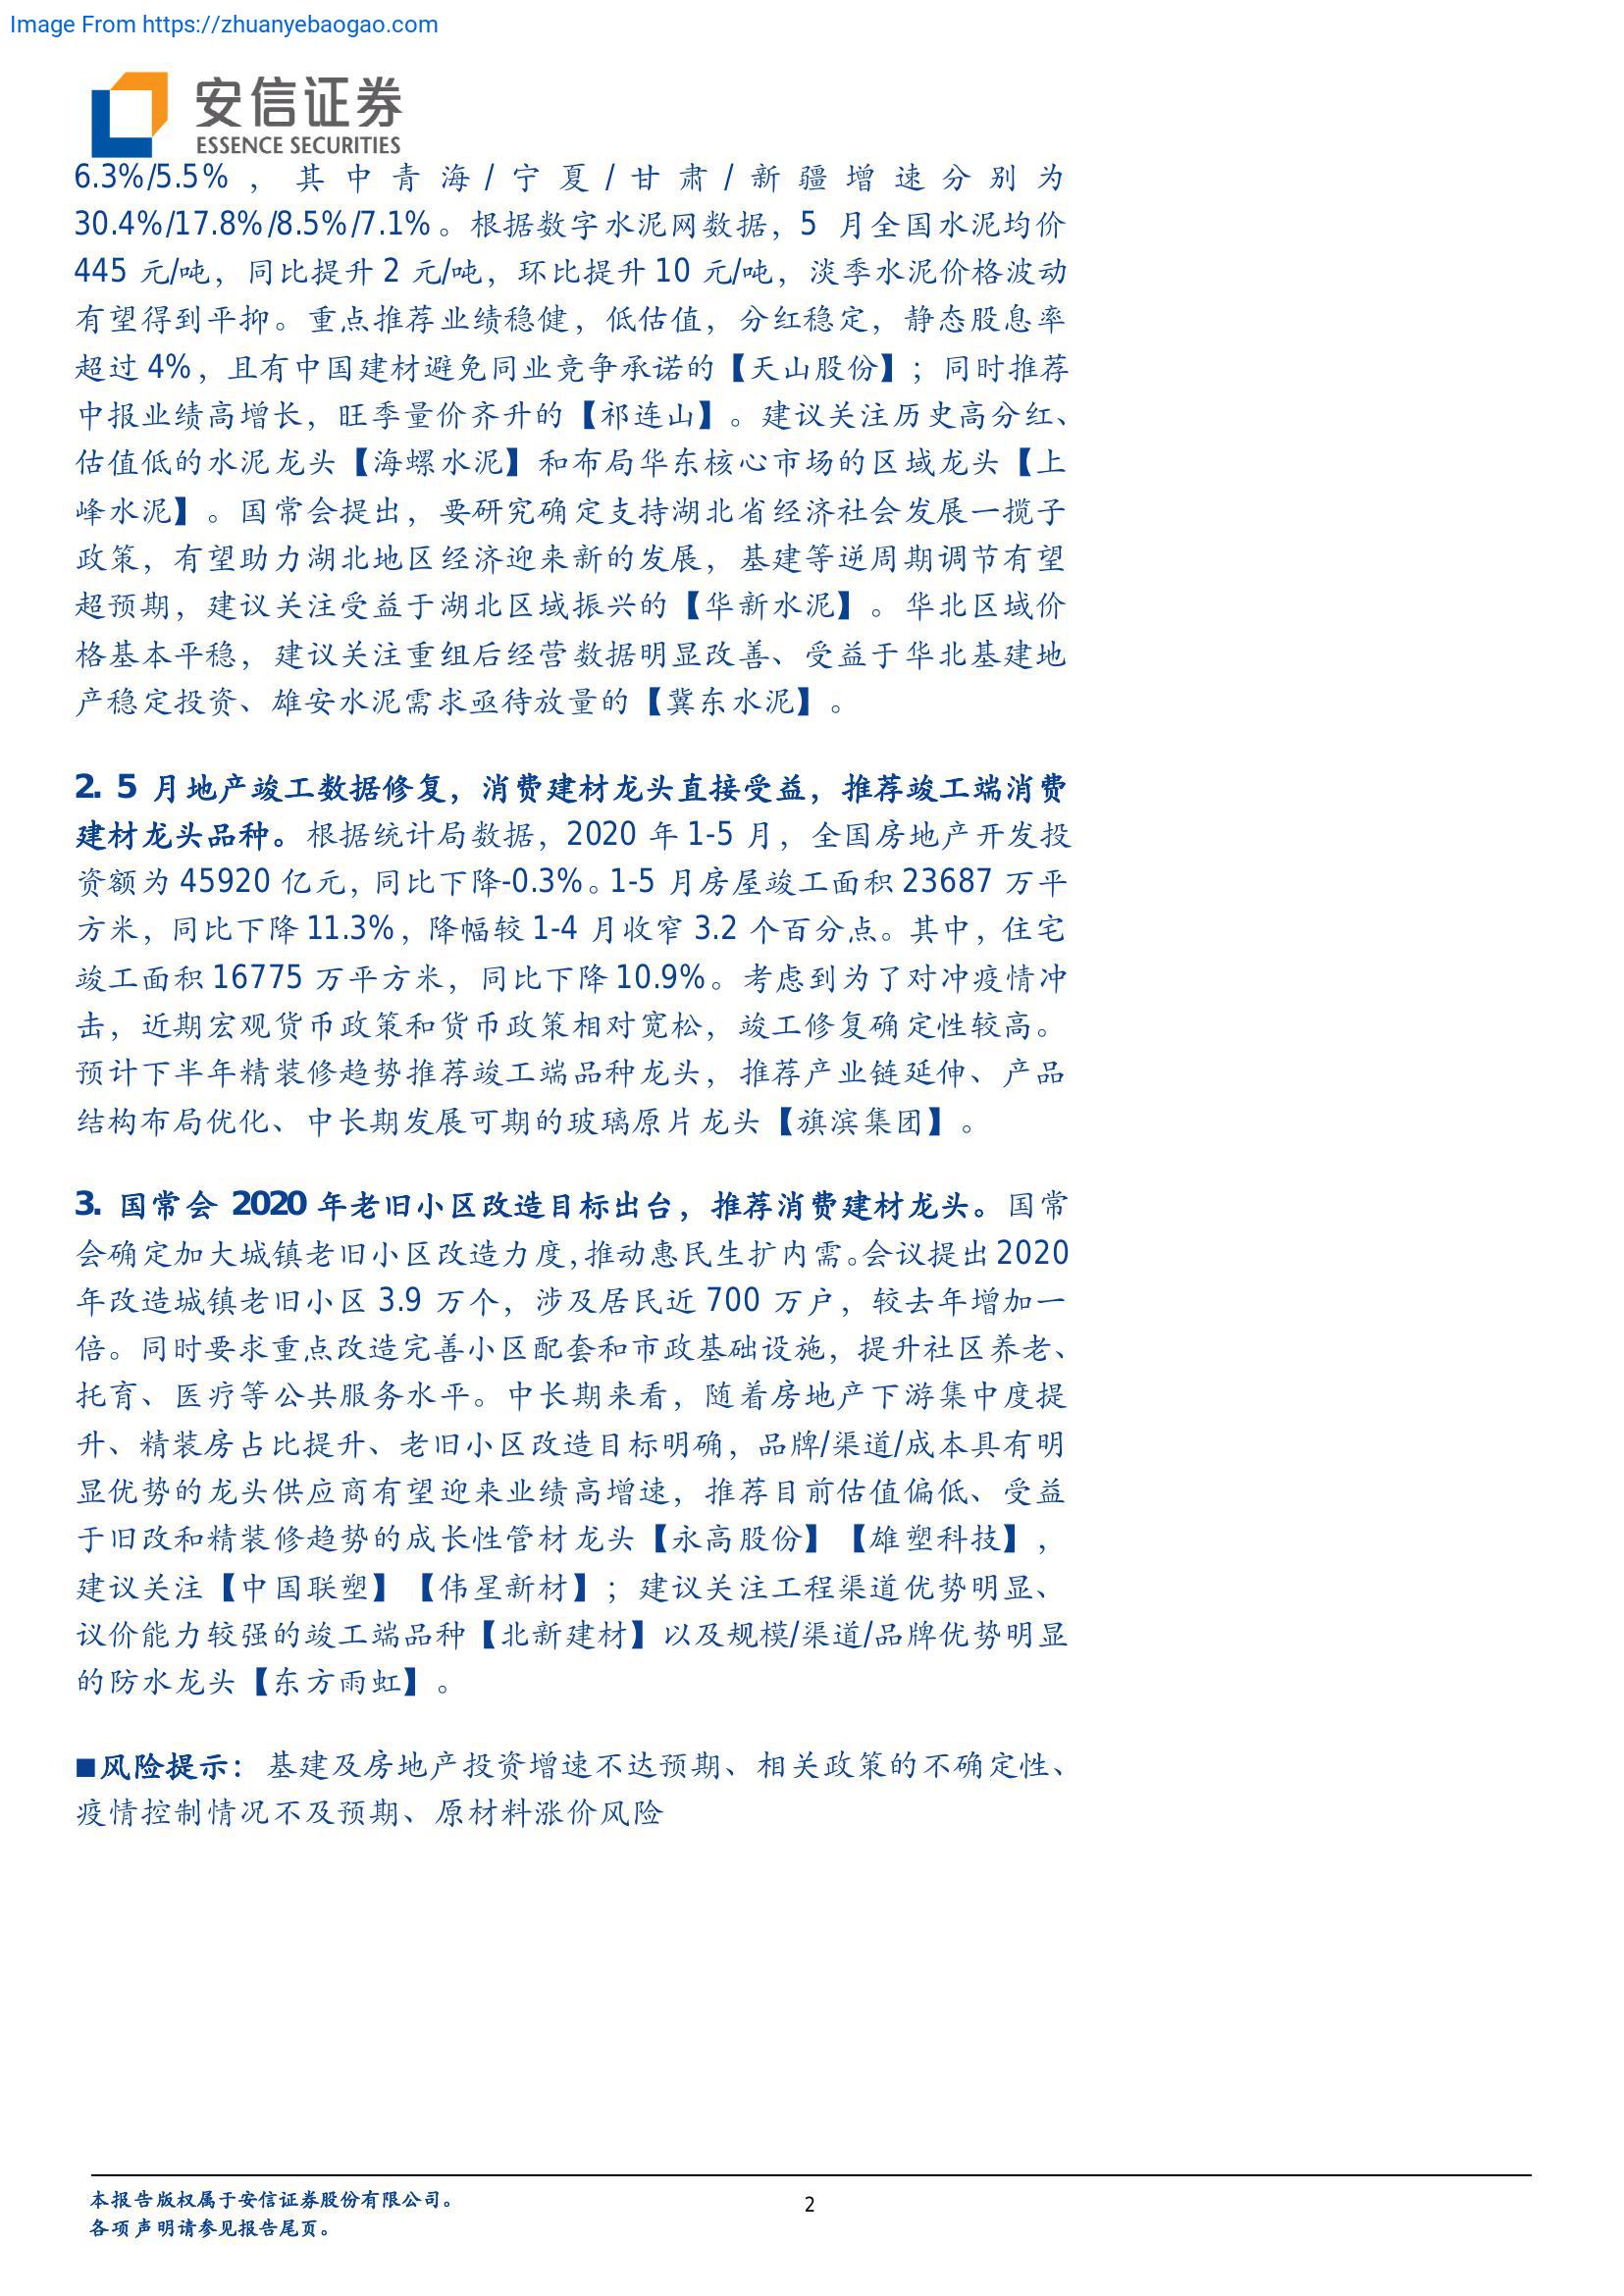 Image From https://zhuanyebaogao.com
安信证券
ESSENCE SECURITIES
6.3%/5.5%，其中青海/宁夏/甘肃/新疆增速分别为
30.4%/17.8%/8.5%/7.1%。根据数字水泥网数据，5 月全国水泥均价
445 元/吨，同比提升 2 元/吨，环比提升 10 元/吨，淡季水泥价格波动
有望得到平抑。重点推荐业绩稳健，低估值，分红稳定，静态股息率
超过 4%，且有中国建材避免同业竞争承诺的【天山股份】；同时推荐
中报业绩高增长，旺季量价齐升的【祁连山】。建议关注历史高分红、
估值低的水泥龙头【海螺水泥】和布局华东核心市场的区域龙头【上
峰水泥】。国常会提出，要研究确定支持湖北省经济社会发展一揽子
政策，有望助力湖北地区经济迎来新的发展，基建等逆周期调节有望
超预期，建议关注受益于湖北区域振兴的【华新水泥】。华北区域价
格基本平稳，建议关注重组后经营数据明显改善、受益于华北基建地
产稳定投资、雄安水泥需求亟待放量的【冀东水泥】。
2. 5 月地产竣工数据修复，消费建材龙头直接受益，推荐竣工端消费
建材龙头品种。根据统计局数据，2020 年 1-5 月，全国房地产开发投
资额为 45920 亿元，同比下降-0.3%。1-5 月房屋竣工面积 23687 万平
方米，同比下降 11.3%，降幅较 1-4 月收窄 3.2 个百分点。其中，住宅
竣工面积 16775 万平方米，同比下降 10.9%。考虑到为了对冲疫情冲
击，近期宏观货币政策和货币政策相对宽松，竣工修复确定性较高。
预计下半年精装修趋势推荐竣工端品种龙头，推荐产业链延伸、产品
结构布局优化、中长期发展可期的玻璃原片龙头【旗滨集团】。
3. 国常会 2020 年老旧小区改造目标出台，推荐消费建材龙头。国常
会确定加大城镇老旧小区改造力度,推动惠民生扩内需。会议提出 2020
年改造城镇老旧小区 3.9 万个，涉及居民近 700 万户，较去年增加一
倍。同时要求重点改造完善小区配套和市政基础设施，提升社区养老、
托育、医疗等公共服务水平。中长期来看，随着房地产下游集中度提
升、精装房占比提升、老旧小区改造目标明确，品牌/渠道/成本具有明
显优势的龙头供应商有望迎来业绩高增速，推荐目前估值偏低、受益
于旧改和精装修趋势的成长性管材龙头【永高股份】【雄塑科技】，
建议关注【中国联塑】【伟星新材】；建议关注工程渠道优势明显、
议价能力较强的竣工端品种【北新建材】以及规模/渠道/品牌优势明显
的防水龙头【东方雨虹】。
■风险提示：基建及房地产投资增速不达预期、相关政策的不确定性、
疫情控制情况不及预期、原材料涨价风险
本报告版权属于安信证券股份有限公司。
2
各项声明请参见报告尾页。